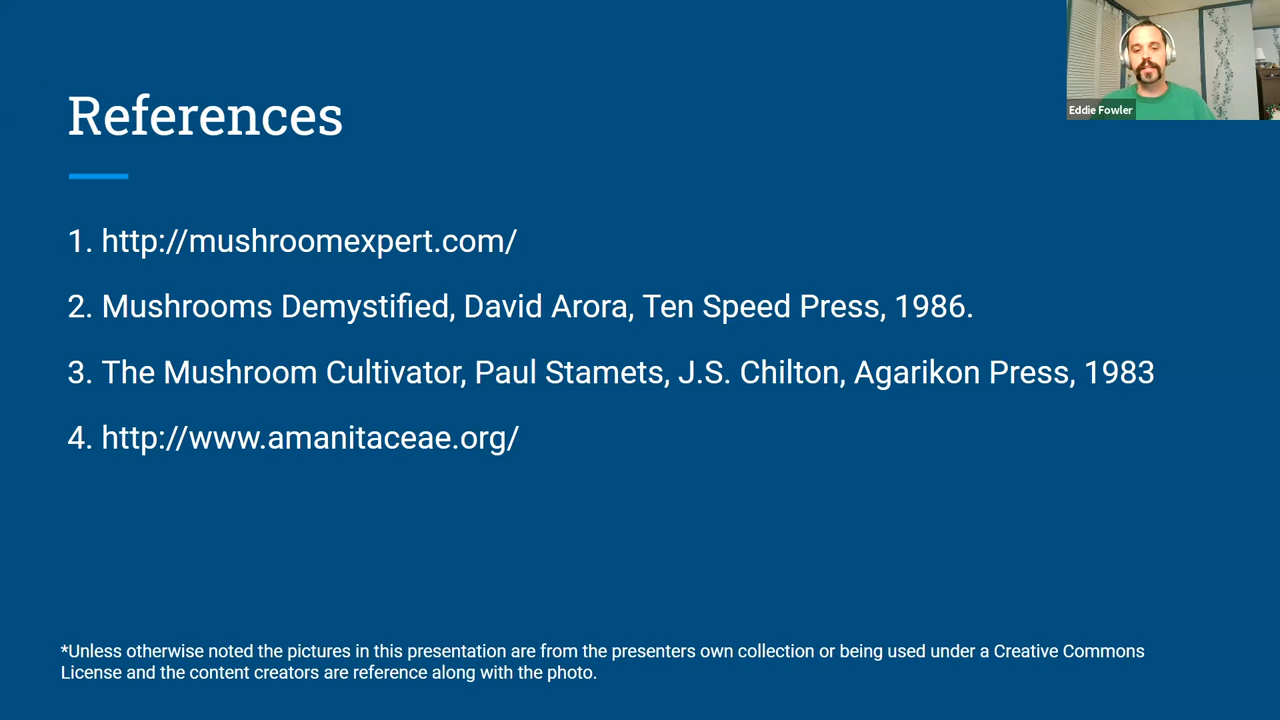 References
Eddie Fowler
1. http://mushroomexpert.com/
2. Mushrooms Demystified, David Arora, Ten Speed Press, 1986.
3. The Mushroom Cultivator, Paul Stamets, J.S. Chilton, Agarikon Press, 1983
4. http://www.amanitaceae.org/
*Unless otherwise noted the pictures in this presentation are from the presenters own collection or being used under a Creative Commons
License and the content creators are reference along with the photo.